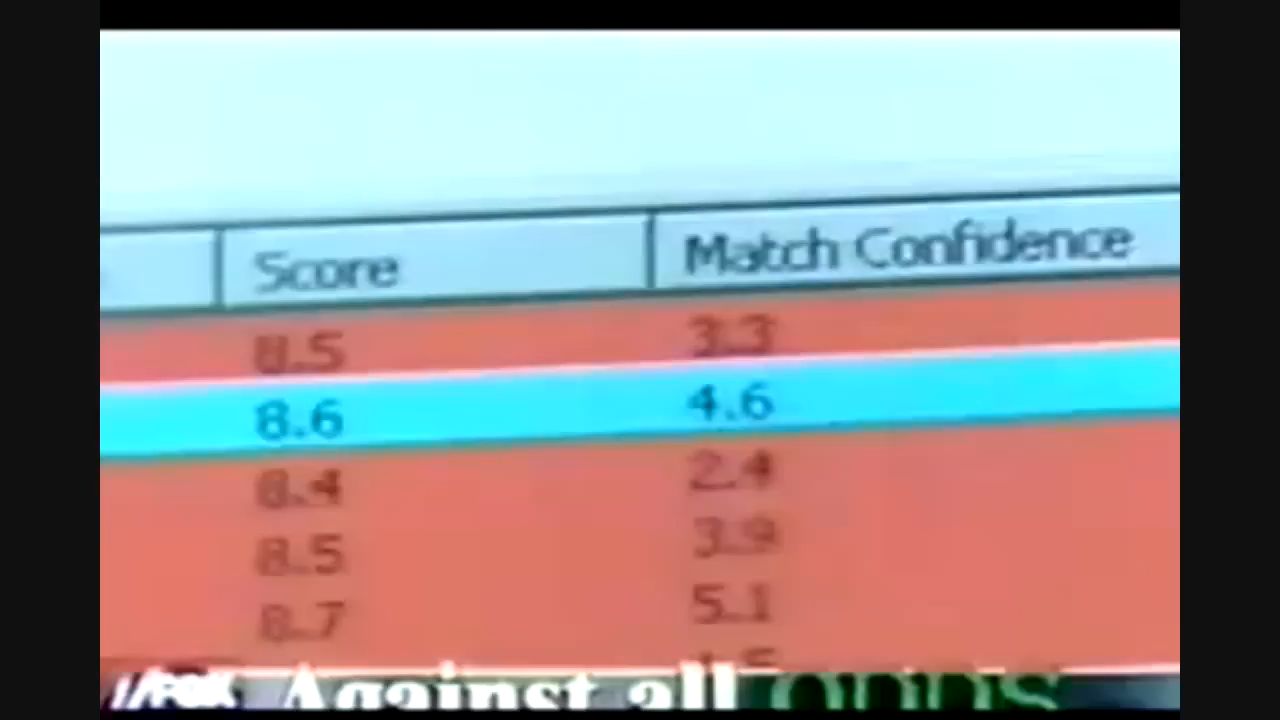 Score Match Confidence
8.5 3.3
8.6 4.6
8.4 2.4
8.5 3.9
8.7 5.1
Against all ODDS